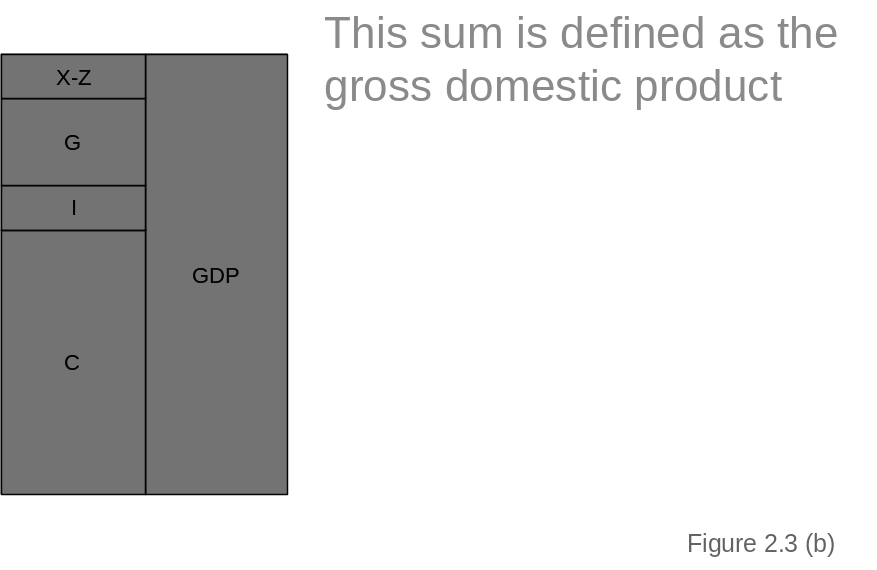 This sum is defined as the
gross domestic product
X-Z
G
I
GDP
C
Figure 2.3 (b)